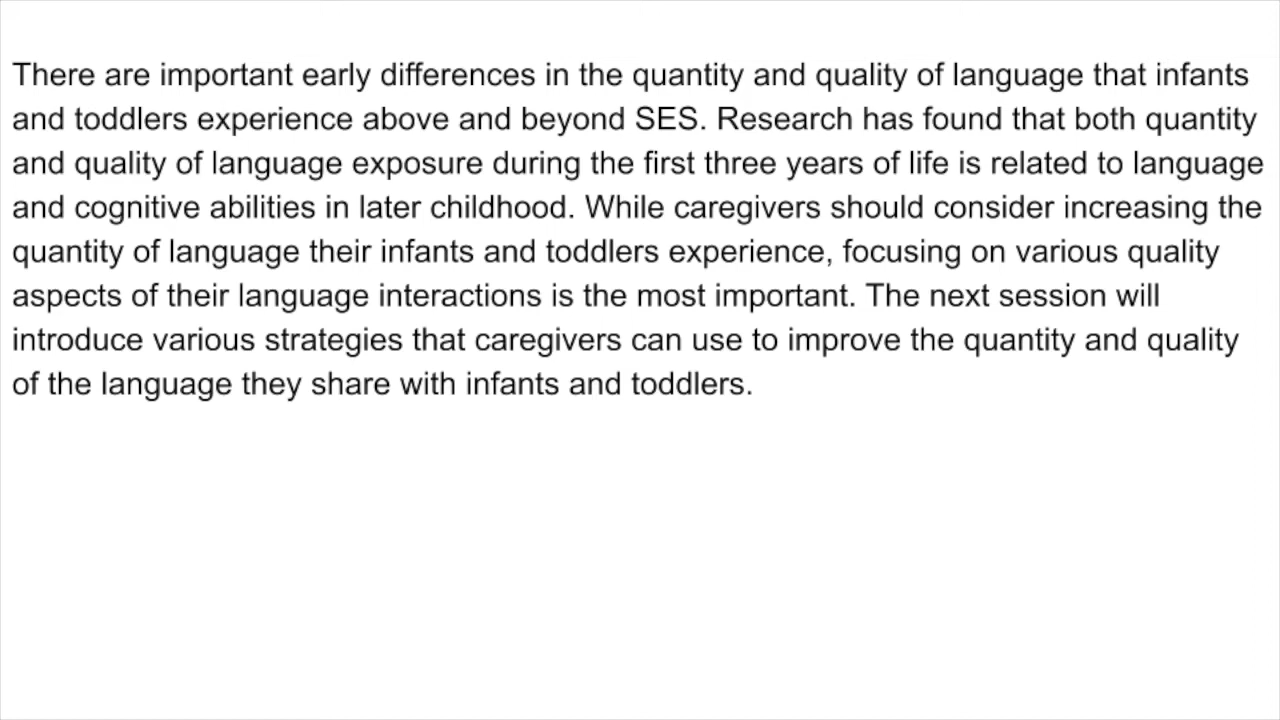 There are important early differences in the quantity and quality of language that infants
and toddlers experience above and beyond SES. Research has found that both quantity
and quality of language exposure during the first three years of life is related to language
and cognitive abilities in later childhood. While caregivers should consider increasing the
quantity of language their infants and toddlers experience, focusing on various quality
aspects of their language interactions is the most important. The next session will
introduce various strategies that caregivers can use to improve the quantity and quality
of the language they share with infants and toddlers.